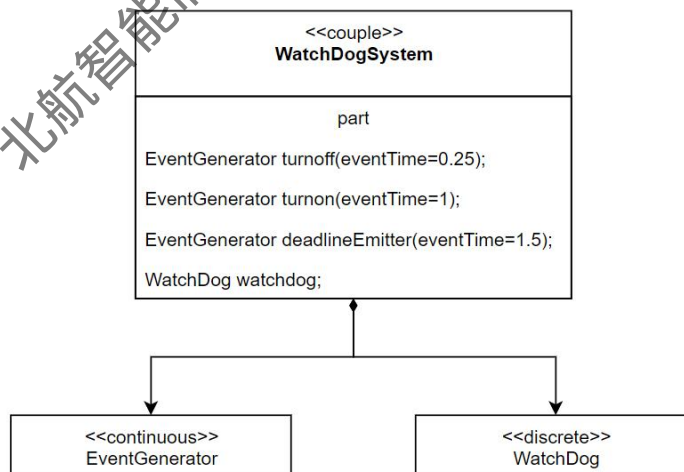 北航智能
<<couple>>
WatchDogSystem
part
EventGenerator turnoff(eventTime=0.25);
EventGenerator turnon(eventTime=1);
EventGenerator deadlineEmitter(eventTime=1.5);
WatchDog watchdog;
<<continuous>>
EventGenerator
<<discrete>>
WatchDog